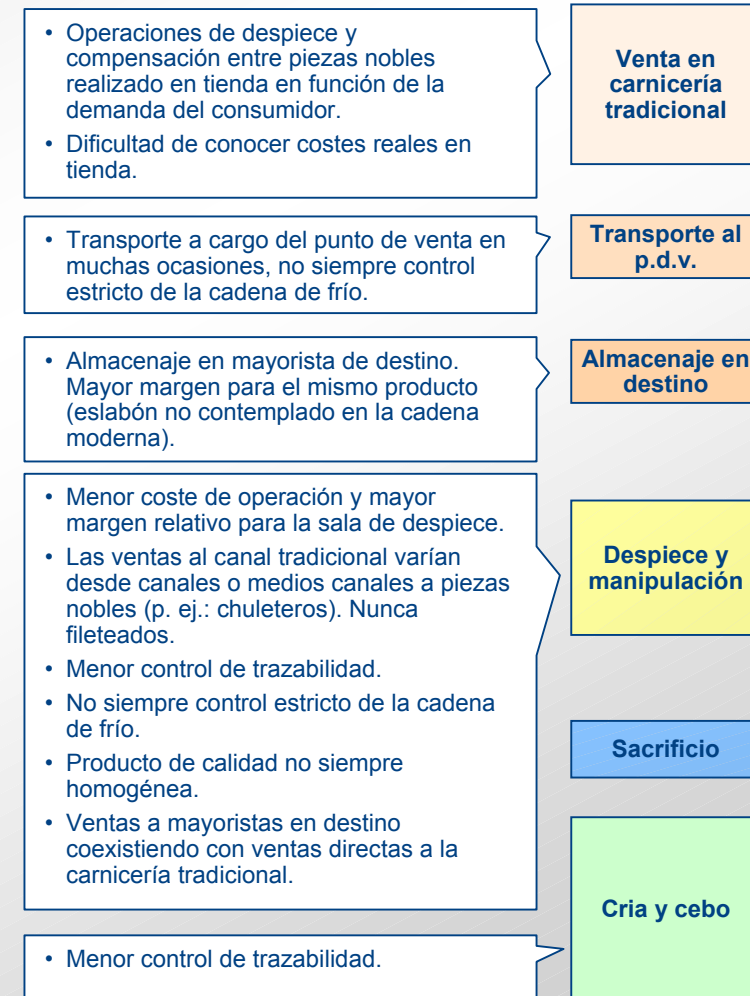 • Operaciones de despiece y
compensación entre piezas nobles
realizado en tienda en función de la
demanda del consumidor.
• Dificultad de conocer costes reales en
tienda.
Venta en
carnicería
tradicional
• Transporte a cargo del punto de venta en
muchas ocasiones, no siempre control
estricto de la cadena de frío.
Transporte al
p.d.v.
• Almacenaje en mayorista de destino.
Mayor margen para el mismo producto
(eslabón no contemplado en la cadena
moderna).
Almacenaje en
destino
• Menor coste de operación y mayor
margen relativo para la sala de despiece.
• Las ventas al canal tradicional varían
desde canales o medios canales a piezas
nobles (p. ej.: chuleteros). Nunca
fileteados.
• Menor control de trazabilidad.
• No siempre control estricto de la cadena
de frío.
• Producto de calidad no siempre
homogénea.
• Ventas a mayoristas en destino
coexistiendo con ventas directas a la
carnicería tradicional.
Despiece y
manipulación
Sacrificio
• Menor control de trazabilidad.
Cria y cebo